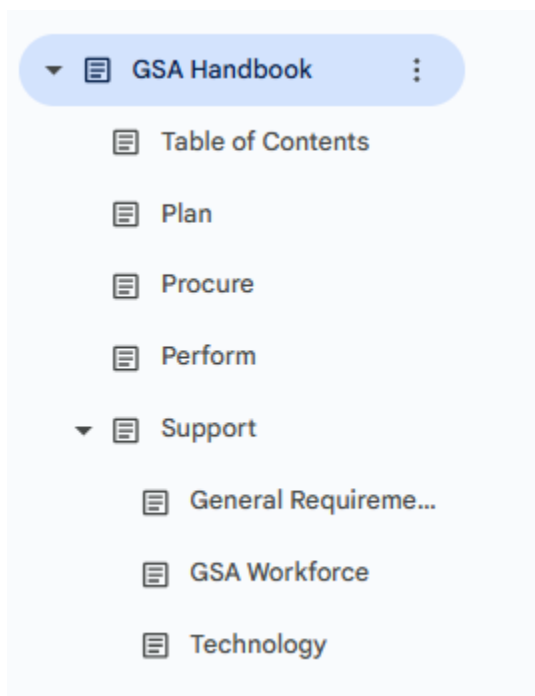 GSA Handbook
Table of Contents
Plan
Procure
Perform
Support
General Requireme...
GSA Workforce
Technology